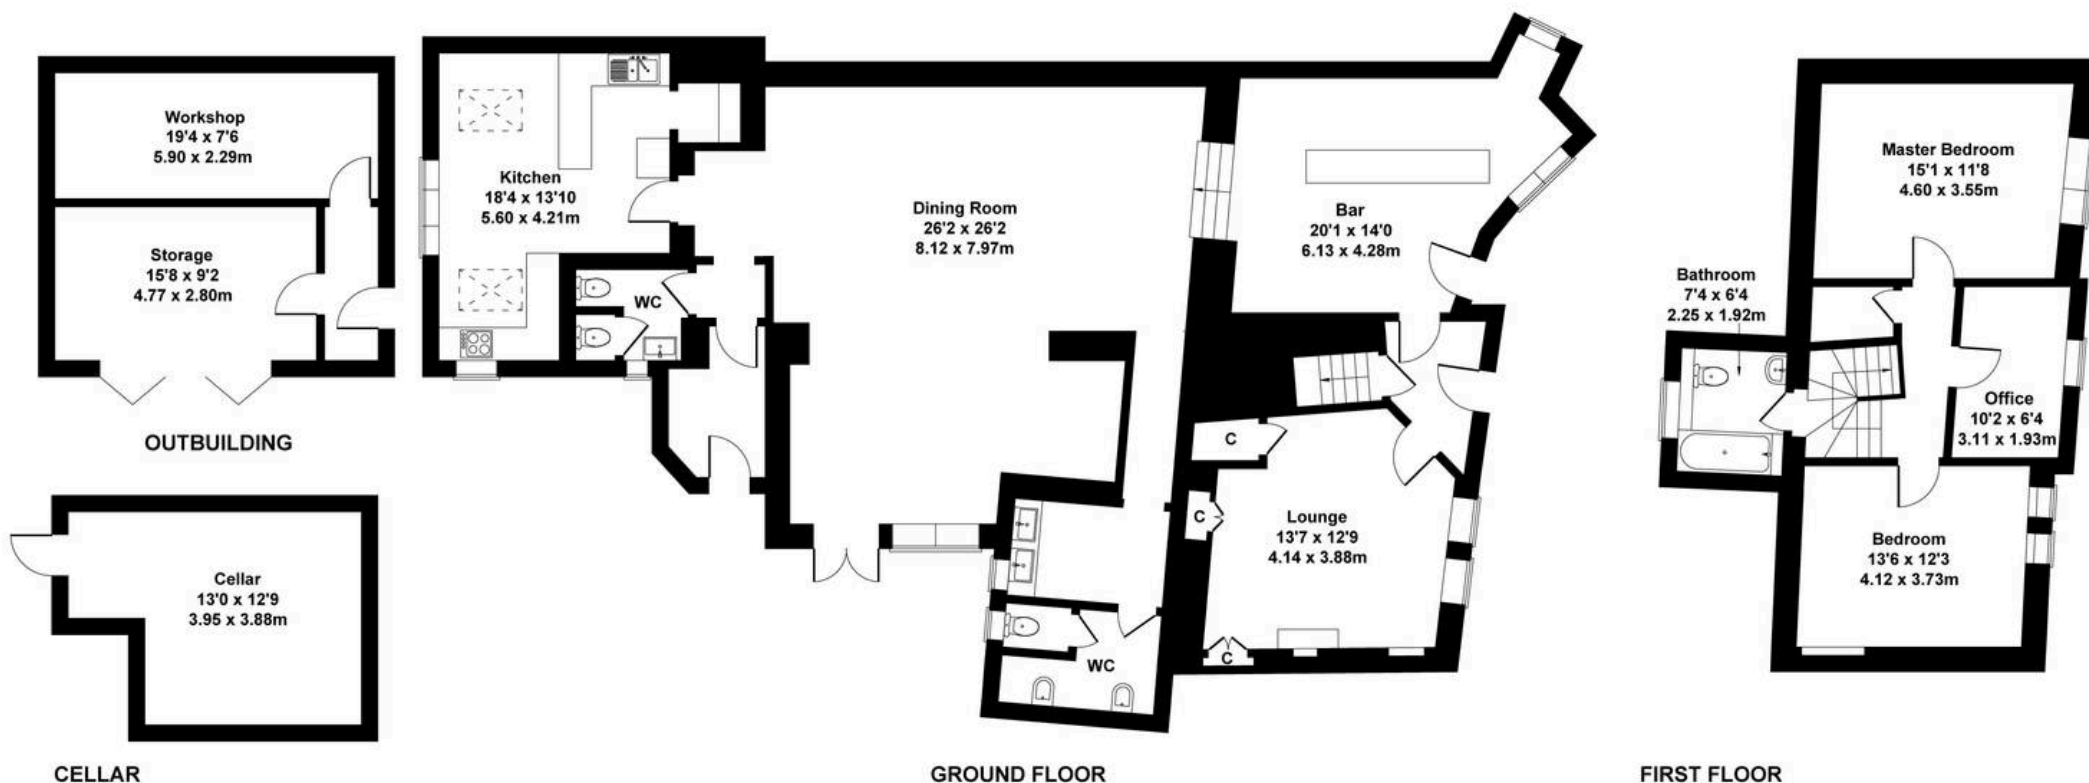 Workshop
19'4 x 7'6
5.90 x 2.29m
Storage
15'8 x 9'2
4.77 x 2.80m
OUTBUILDING
Cellar
13'0 x 12'9
3.95 x 3.88m
CELLAR
Kitchen
18'4 x 13'10
5.60 x 4.21m
WC
Dining Room
26'2 x 26'2
8.12 x 7.97m
Bar
20'1 x 14'0
6.13 x 4.28m
C
C
Lounge
13'7 x 12'9
4.14 x 3.88m
C
WC
GROUND FLOOR
Master Bedroom
15'1 x 11'8
4.60 x 3.55m
Bathroom
7'4 x 6'4
2.25 x 1.92m
Office
10'2 x 6'4
3.11 x 1.93m
Bedroom
13'6 x 12'3
4.12 x 3.73m
FIRST FLOOR